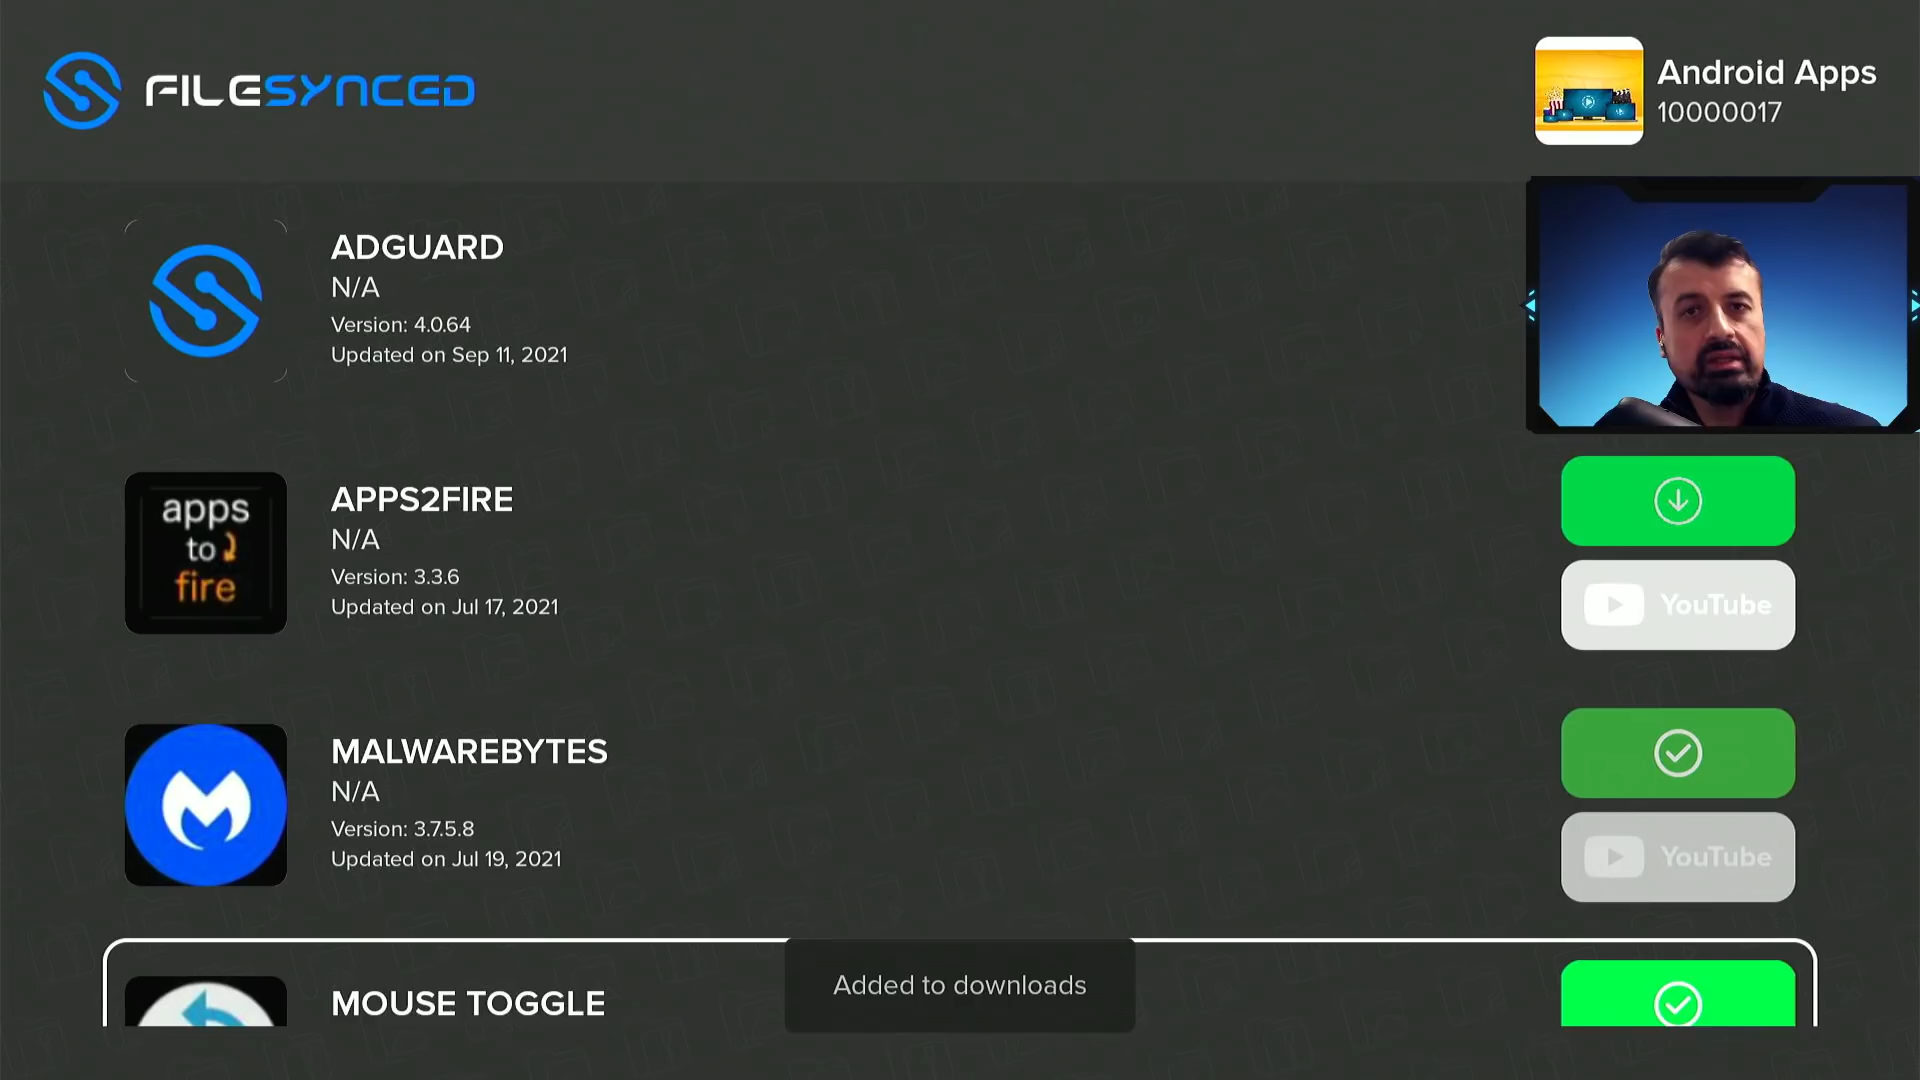 FILESYNCED
Android Apps
10000017
ADGUARD
N/A
Version: 4.0.64
Updated on Sep 11, 2021
apps
to
fire
APPS2FIRE
N/A
Version: 3.3.6
Updated on Jul 17, 2021
YouTube
MALWAREBYTES
N/A
Version: 3.7.5.8
Updated on Jul 19, 2021
YouTube
MOUSE TOGGLE
Added to downloads